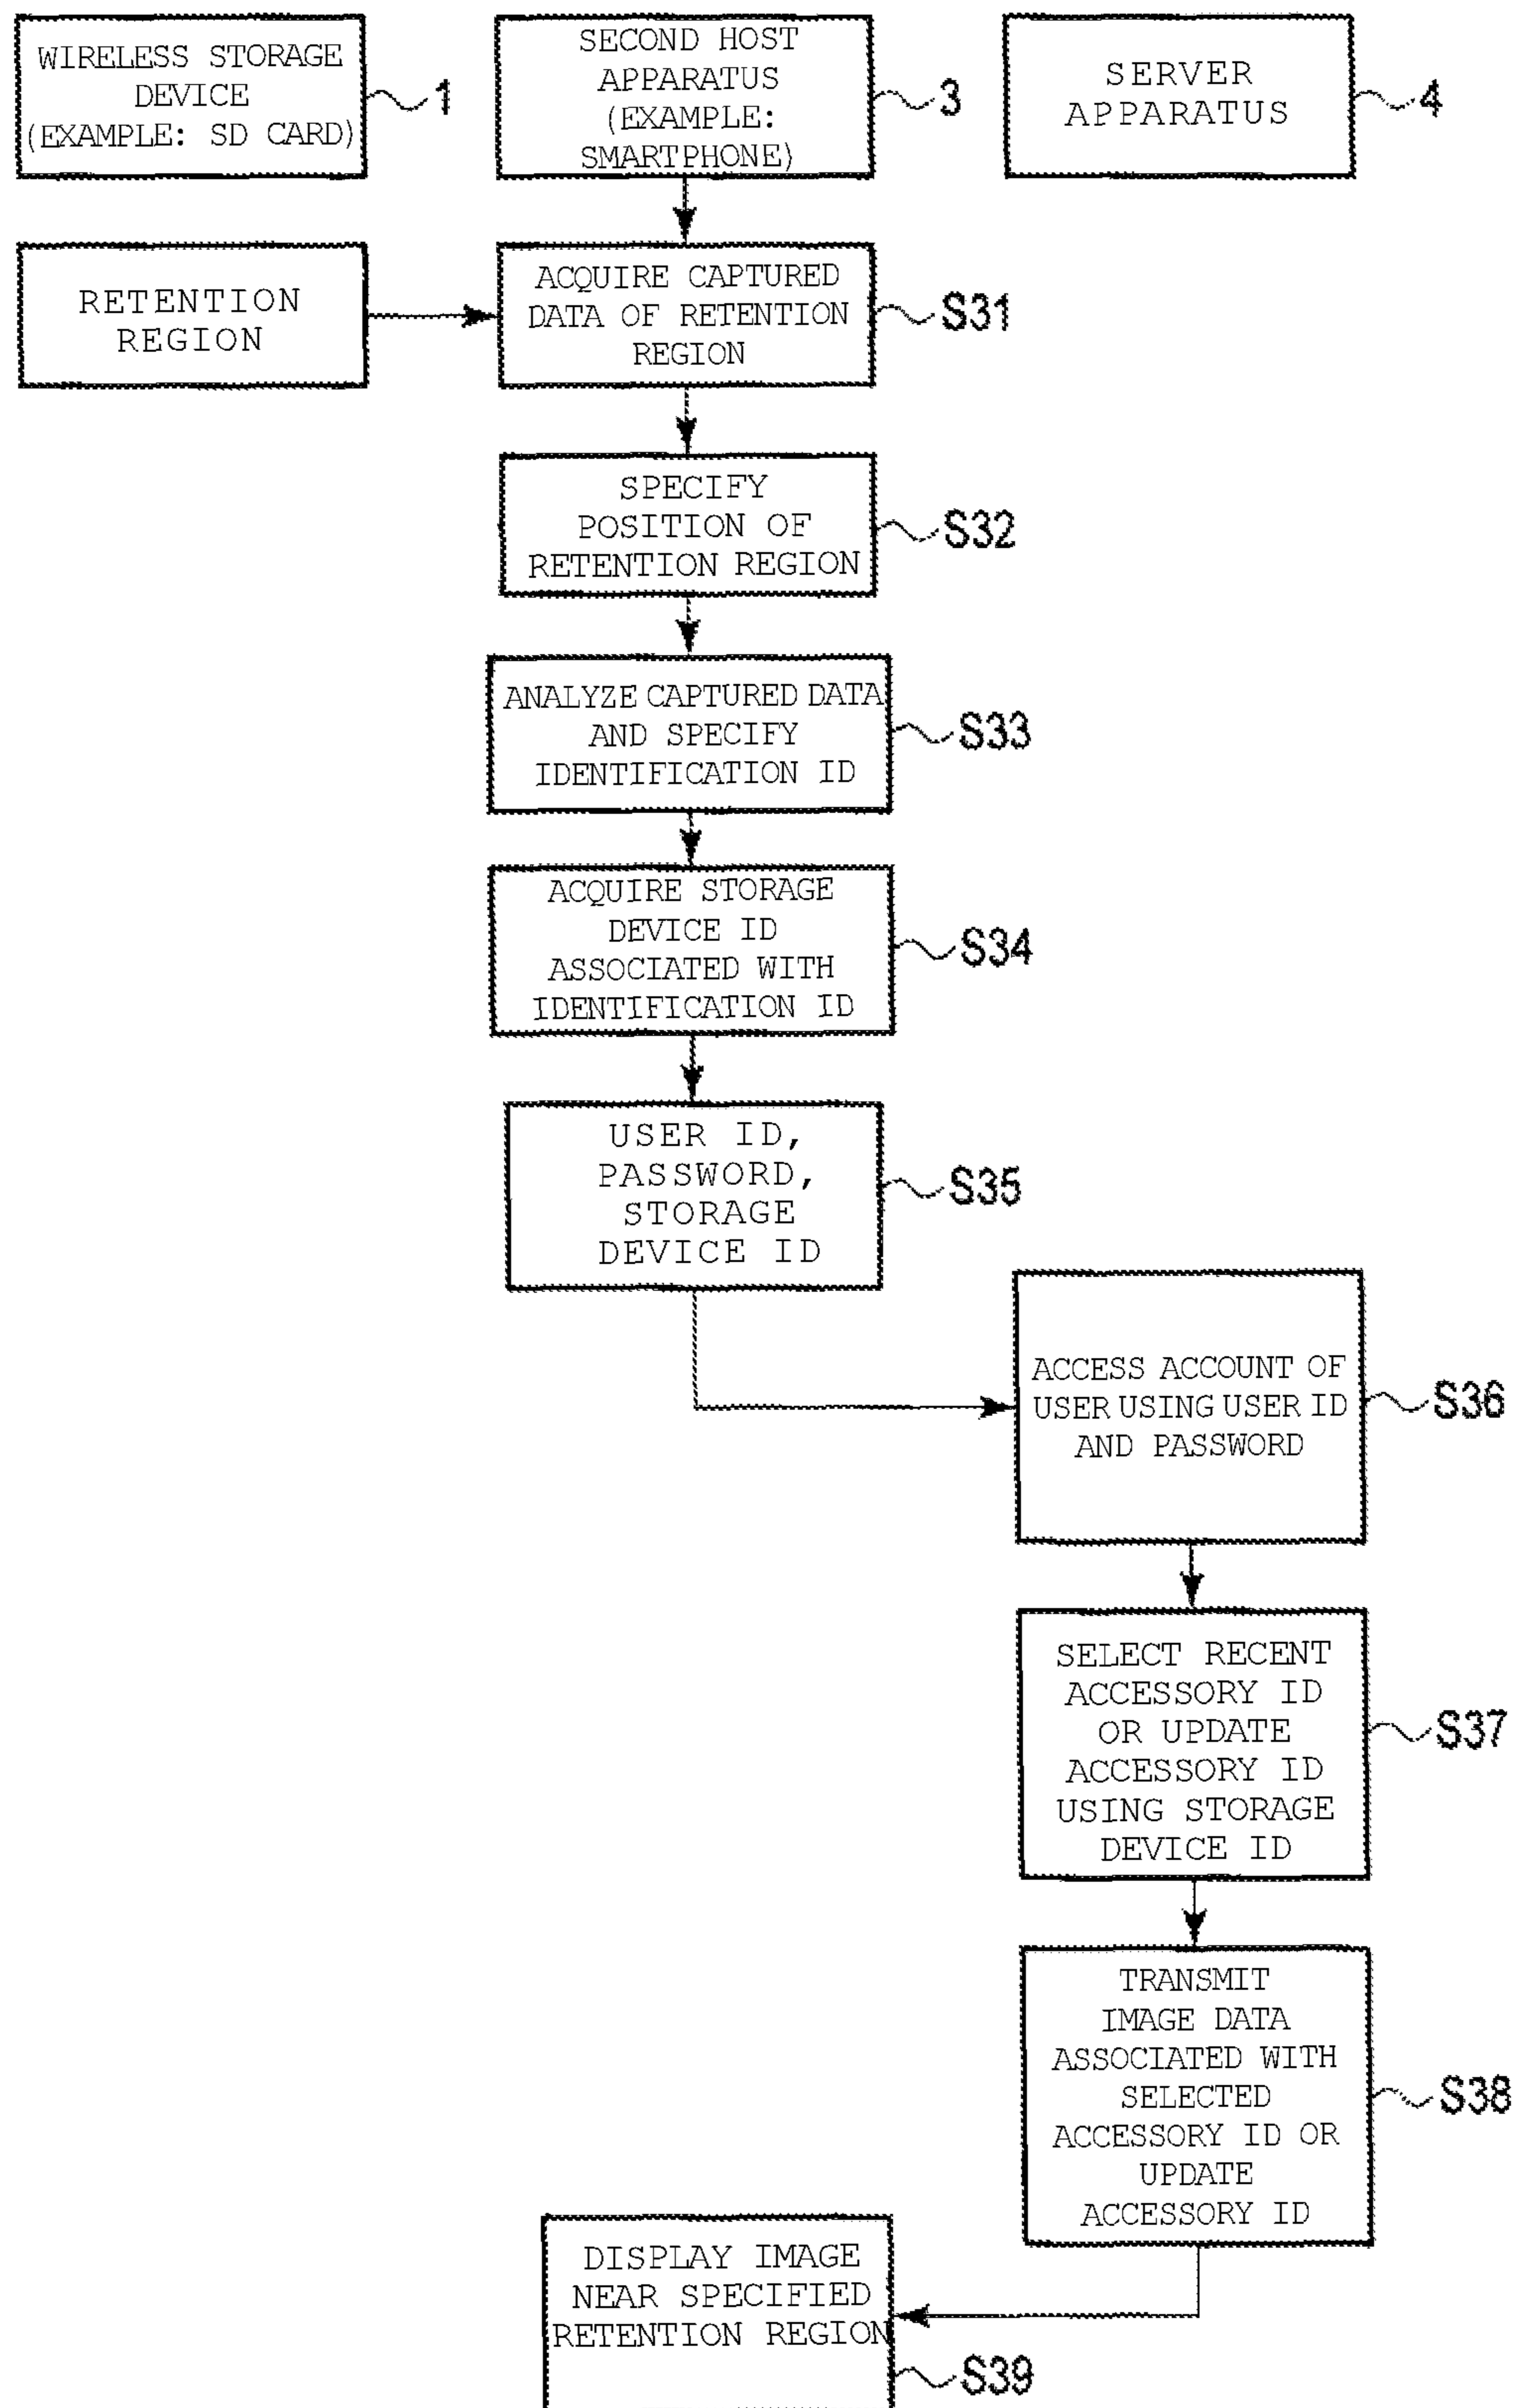 WIRELESS STORAGE
DEVICE
(EXAMPLE: SD CARD)
1
SECOND HOST
APPARATUS
(EXAMPLE:
SMARTPHONE)
3
SERVER
APPARATUS
4
RETENTION
REGION
ACQUIRE CAPTURED
DATA OF RETENTION
REGION
S31
SPECIFY
POSITION OF
RETENTION REGION
S32
ANALYZE CAPTURED DATA
AND SPECIFY
IDENTIFICATION ID
S33
ACQUIRE STORAGE
DEVICE ID
ASSOCIATED WITH
IDENTIFICATION ID
S34
USER ID,
PASSWORD,
STORAGE
DEVICE ID
S35
ACCESS ACCOUNT OF
USER USING USER ID
AND PASSWORD
S36
SELECT RECENT
ACCESSORY ID
OR UPDATE
ACCESSORY ID
USING STORAGE
DEVICE ID
S37
TRANSMIT
IMAGE DATA
ASSOCIATED WITH
SELECTED
ACCESSORY ID OR
UPDATE
ACCESSORY ID
S38
DISPLAY IMAGE
NEAR SPECIFIED
RETENTION REGION
S39